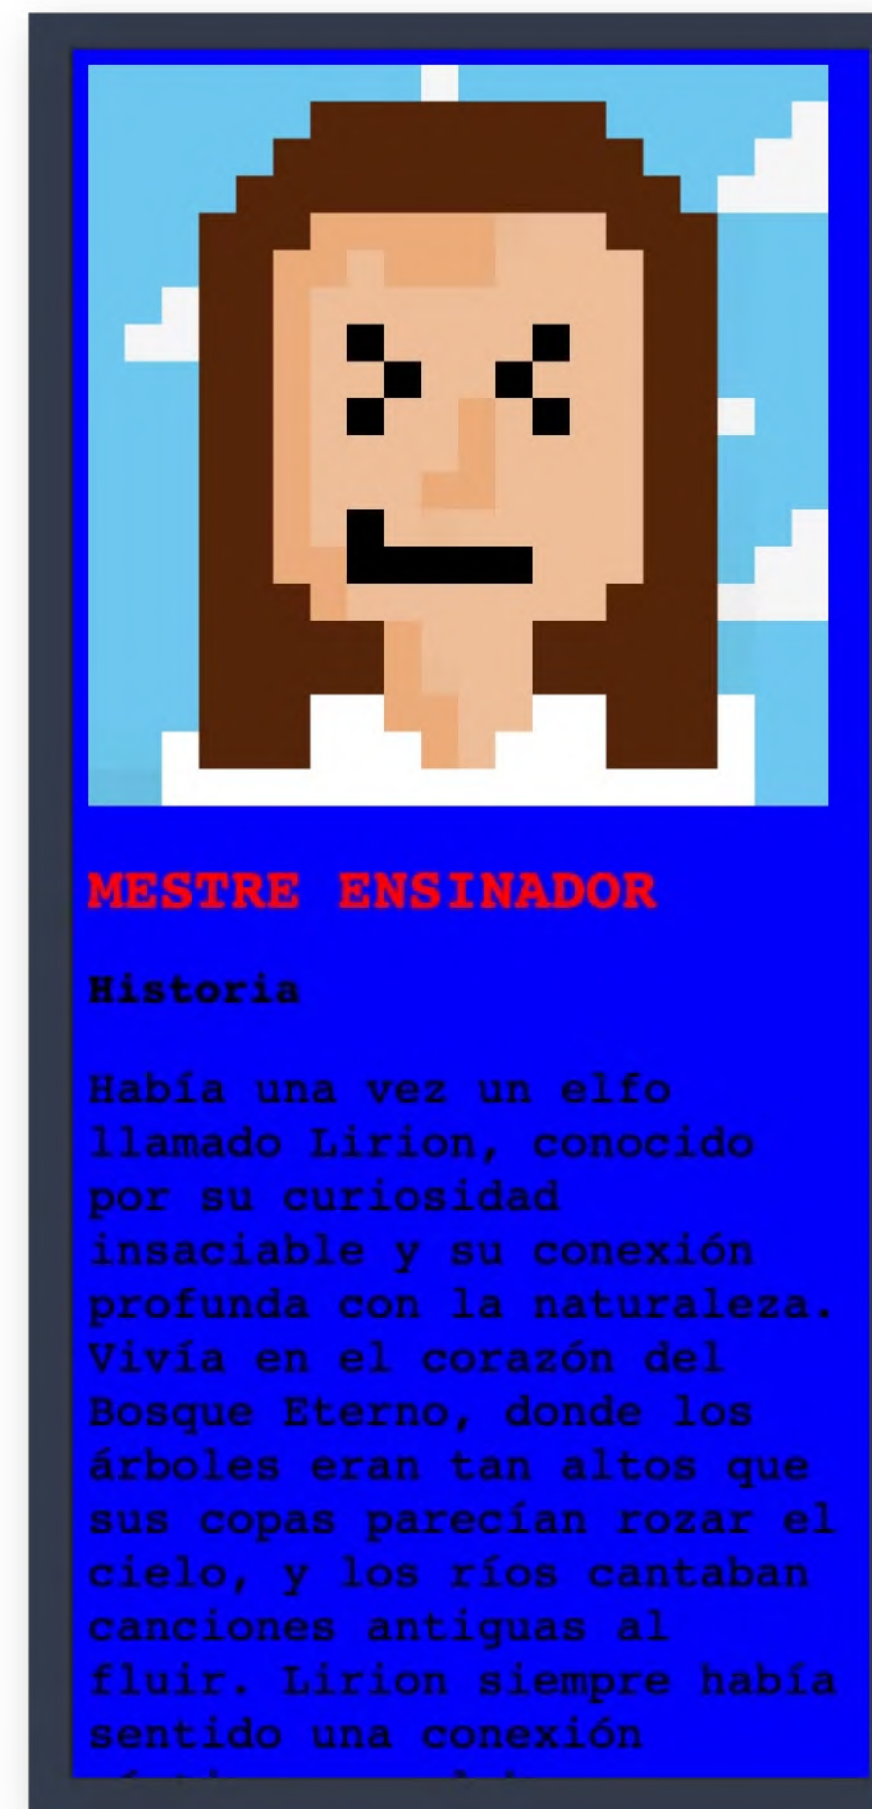 MESTRE ENSINADOR
Historia
Había una vez un elfo
llamado Lirion, conocido
por su curiosidad
insaciable y su conexión
profunda con la naturaleza.
Vivía en el corazón del
Bosque Eterno, donde los
árboles eran tan altos que
sus copas parecían rozar el
cielo, y los ríos cantaban
canciones antiguas al
fluir. Lirion siempre había
sentido una conexión